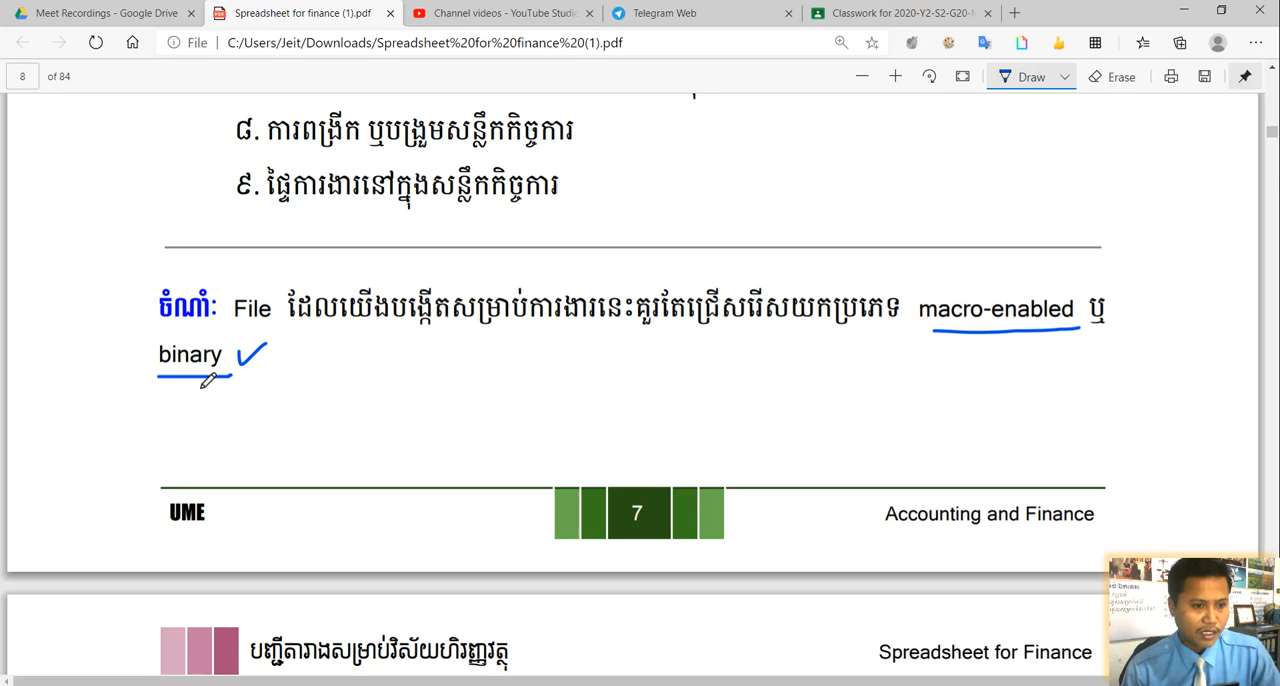 Meet Recordings - Google Drive
Spreadsheet for finance (1).pdf
Channel videos - YouTube Studi
Telegram Web
Classwork for 2020-Y2-S2-G20-
File
C:/Users/Jeit/Downloads/Spreadsheet%20for%20finance%20(1).pdf
8 of 84
Draw
Erase
៨. ការពង្រីក ឬបង្រួមសន្លឹកកិច្ចការ
៩. ផ្ទៃការងារនៅក្នុងសន្លឹកកិច្ចការ
ចំណាំ: File ដែលយើងបង្កើតសម្រាប់ការងារនេះគួរតែជ្រើសរើសយកប្រភេទ macro-enabled ឬ
binary
UME
7
Accounting and Finance
បញ្ជីតារាងសម្រាប់វិស័យហិរញ្ញវត្ថុ
Spreadsheet for Finance